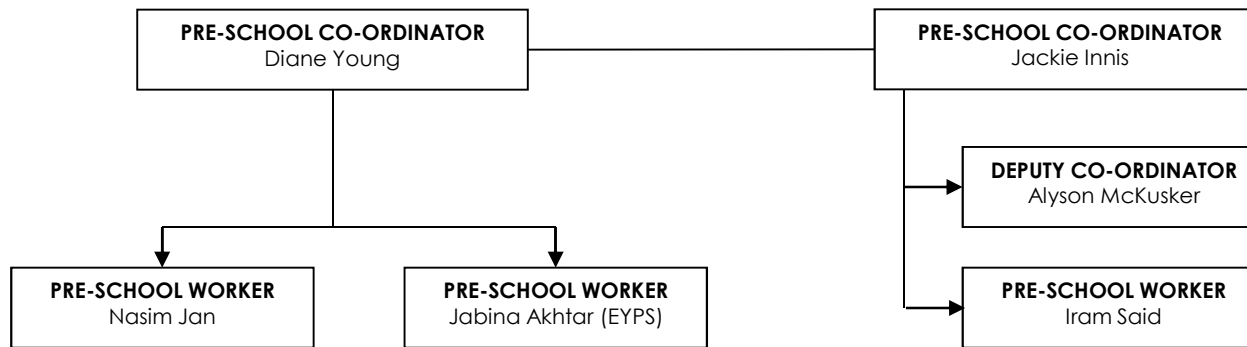 PRE-SCHOOL CO-ORDINATOR
Diane Young
PRE-SCHOOL CO-ORDINATOR
Jackie Innis
DEPUTY CO-ORDINATOR
Alyson McKusker
PRE-SCHOOL WORKER
Nasim Jan
PRE-SCHOOL WORKER
Jabina Akhtar (EYPS)
PRE-SCHOOL WORKER
Iram Said